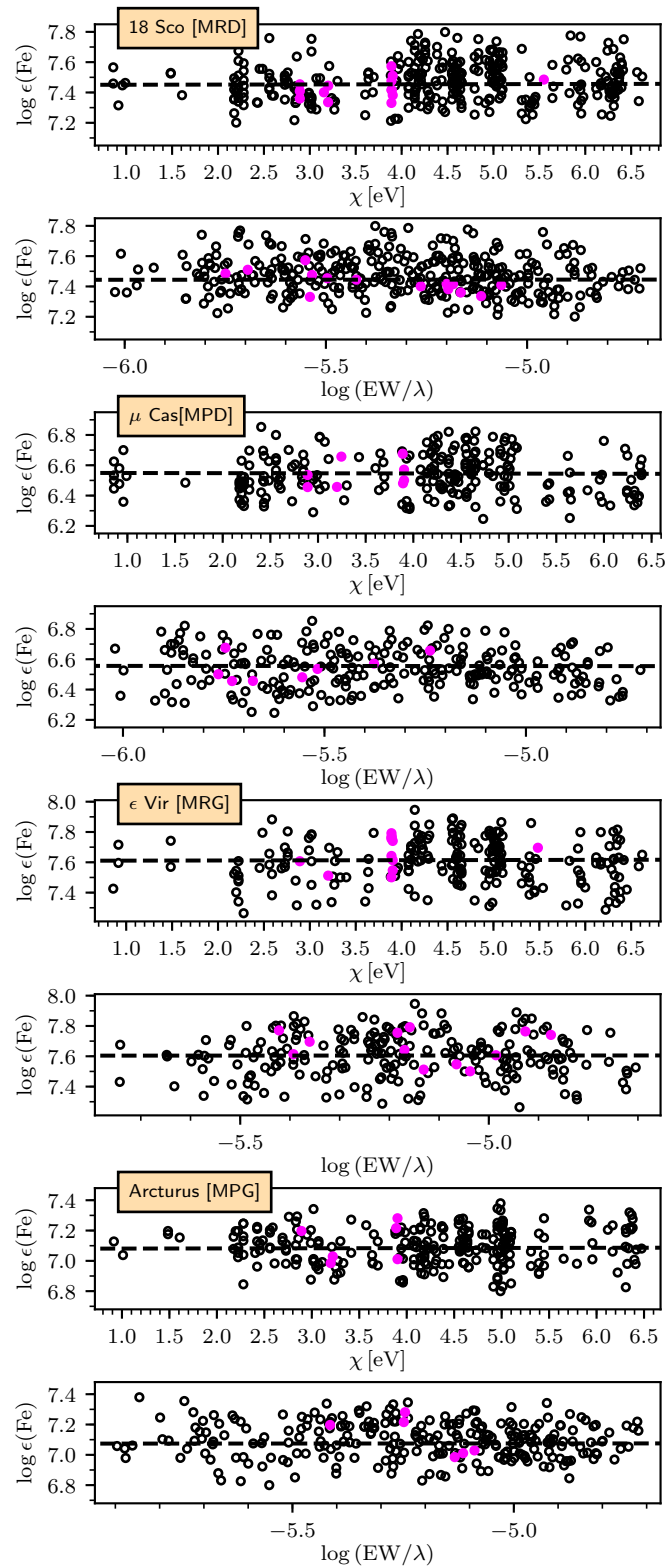 18 Sco [MRD]
log ϵ(Fe)
7.8
7.6
7.4
7.2
1.0 1.5 2.0 2.5 3.0 3.5 4.0 4.5 5.0 5.5 6.0 6.5
χ [eV]
log ϵ(Fe)
7.8
7.6
7.4
7.2
−6.0 −5.5 −5.0
log (EW/λ)
μ Cas[MPD]
log ϵ(Fe)
6.8
6.6
6.4
6.2
1.0 1.5 2.0 2.5 3.0 3.5 4.0 4.5 5.0 5.5 6.0 6.5
χ [eV]
log ϵ(Fe)
6.8
6.6
6.4
6.2
−6.0 −5.5 −5.0
log (EW/λ)
ϵ Vir [MRG]
log ϵ(Fe)
8.0
7.8
7.6
7.4
1.0 1.5 2.0 2.5 3.0 3.5 4.0 4.5 5.0 5.5 6.0 6.5
χ [eV]
log ϵ(Fe)
8.0
7.8
7.6
7.4
−5.5 −5.0
log (EW/λ)
Arcturus [MPG]
log ϵ(Fe)
7.4
7.2
7.0
6.8
1.0 1.5 2.0 2.5 3.0 3.5 4.0 4.5 5.0 5.5 6.0 6.5
χ [eV]
log ϵ(Fe)
7.4
7.2
7.0
6.8
−5.5 −5.0
log (EW/λ)